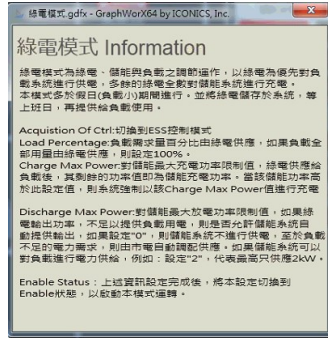 綠電模式.gdfx - GraphWorX64 by ICONICS, Inc.
綠電模式 Information
綠電模式為綠電、儲能與負載之調節運作，以綠電為優先對負
載系統進行供電、多餘的綠電全數對儲能系統進行充電。
本模式多於假日(負載小)期間進行。並將綠電儲存於系統，等
上班日，再提供給負載使用。
Acquistion Of Ctrl:切換到ESS控制模式
Load Percentage:負載需求量百分比由綠電供應，如果負載全
部用量由綠電供應，則設定100%。
Charge Max Power:對儲能最大充電功率限制值，綠電供應給
負載後，其剩餘的功率值即為儲能充電功率。當該儲能功率高
於此設定值，則系統強制以該Charge Max Power值進行充電
Discharge Max Power:對儲能最大放電功率限制值，如果綠
電輸出功率，不足以提供負載用電，則是否允許儲能系統自
動提供輸出，如果設定"0"，則儲能系統不進行供電，至於負載
不足的電力需求，則由市電自動調配供應。如果儲能系統可以
對負載進行電力供給，例如：設定"2"，代表最高只供應2kW。
Enable Status：上述資訊設定完成後，將本設定切換到
Enable狀態，以啟動本模式運轉。